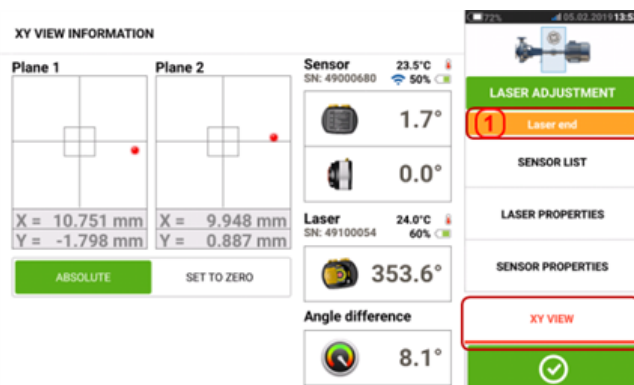 72% 05.02.2019 13:5
XY VIEW INFORMATION
Plane 1
Plane 2
X = 10.751 mm
Y = -1.798 mm
X = 9.948 mm
Y = 0.887 mm
ABSOLUTE
SET TO ZERO
Sensor 23.5°C
SN: 49000680 50%
1.7°
0.0°
Laser 24.0°C
SN: 49100054 60%
353.6°
Angle difference
8.1°
LASER ADJUSTMENT
1 Laser end
SENSOR LIST
LASER PROPERTIES
SENSOR PROPERTIES
XY VIEW